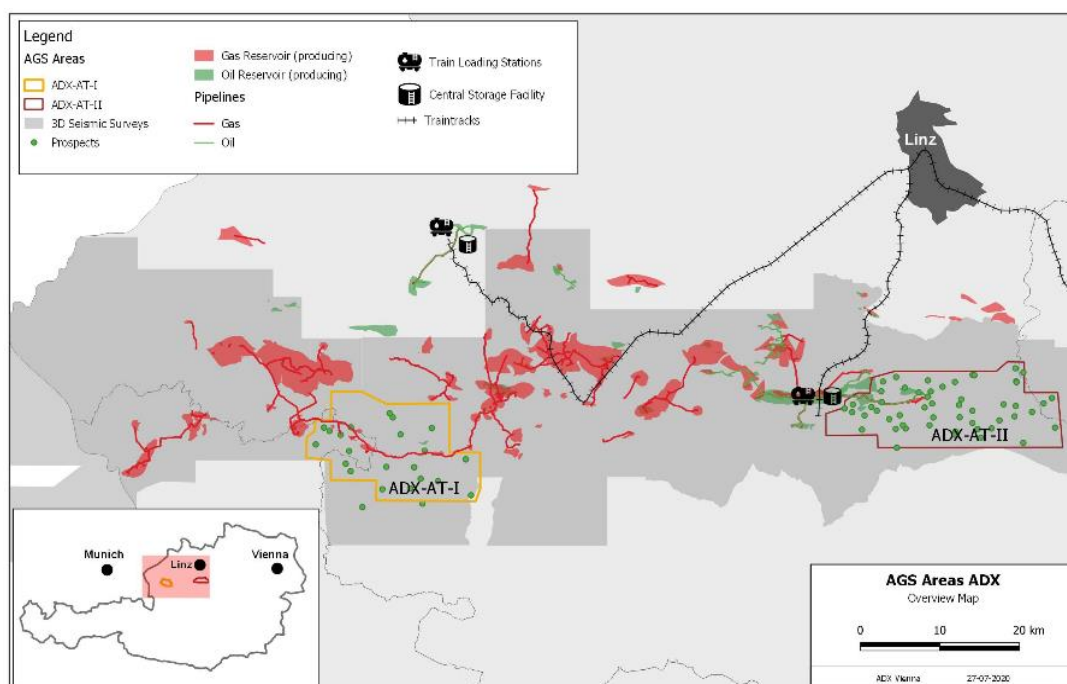 Legend
AGS Areas
ADX-AT-I
ADX-AT-II
3D Seismic Surveys
Prospects
Gas Reservoir (producing)
Oil Reservoir (producing)
Pipelines
Gas
Oil
Train Loading Stations
Central Storage Facility
Traintracks
Linz
ADX-AT-I
ADX-AT-II
Munich
Linz
Vienna
AGS Areas ADX
Overview Map
0 10 20 km
ADX Vienna 27-07-2020